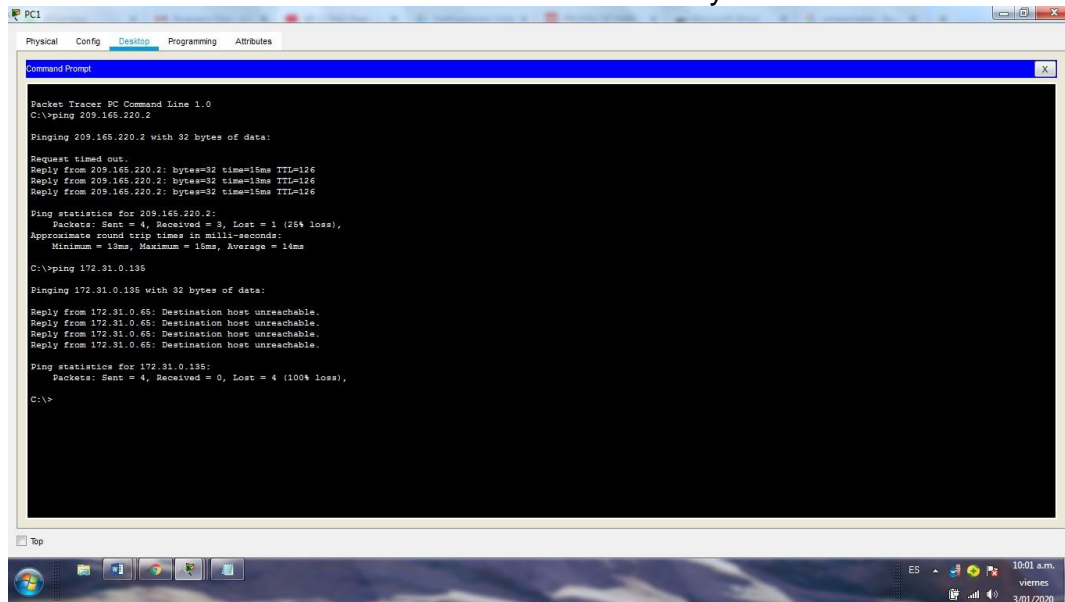 PC1
Physical Config Desktop Programming Attributes
Command Prompt
X
Packet Tracer PC Command Line 1.0
C:\>ping 209.165.220.2
Pinging 209.165.220.2 with 32 bytes of data:
Request timed out.
Reply from 209.165.220.2: bytes=32 time=15ms TTL=126
Reply from 209.165.220.2: bytes=32 time=13ms TTL=126
Reply from 209.165.220.2: bytes=32 time=15ms TTL=126
Ping statistics for 209.165.220.2:
Packets: Sent = 4, Received = 3, Lost = 1 (25% loss),
Approximate round trip times in milli-seconds:
Minimum = 13ms, Maximum = 15ms, Average = 14ms
C:\>ping 172.31.0.135
Pinging 172.31.0.135 with 32 bytes of data:
Reply from 172.31.0.65: Destination host unreachable.
Reply from 172.31.0.65: Destination host unreachable.
Reply from 172.31.0.65: Destination host unreachable.
Reply from 172.31.0.65: Destination host unreachable.
Ping statistics for 172.31.0.135:
Packets: Sent = 4, Received = 0, Lost = 4 (100% loss),
C:\>
Top
ES
10:01 a.m.
viernes
3/01/2020